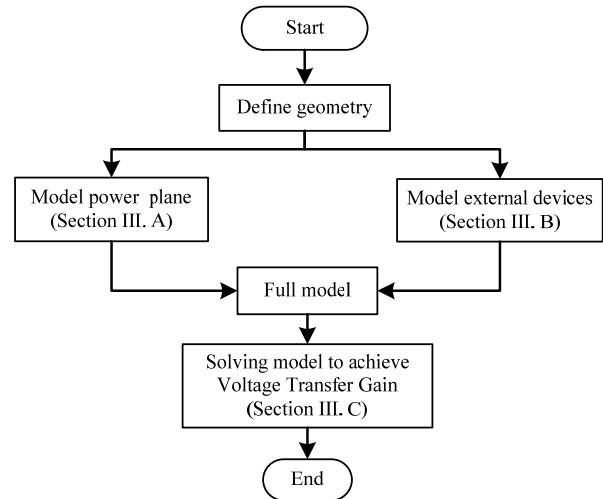 Start
Define geometry
Model power plane
(Section III. A)
Model external devices
(Section III. B)
Full model
Solving model to achieve
Voltage Transfer Gain
(Section III. C)
End